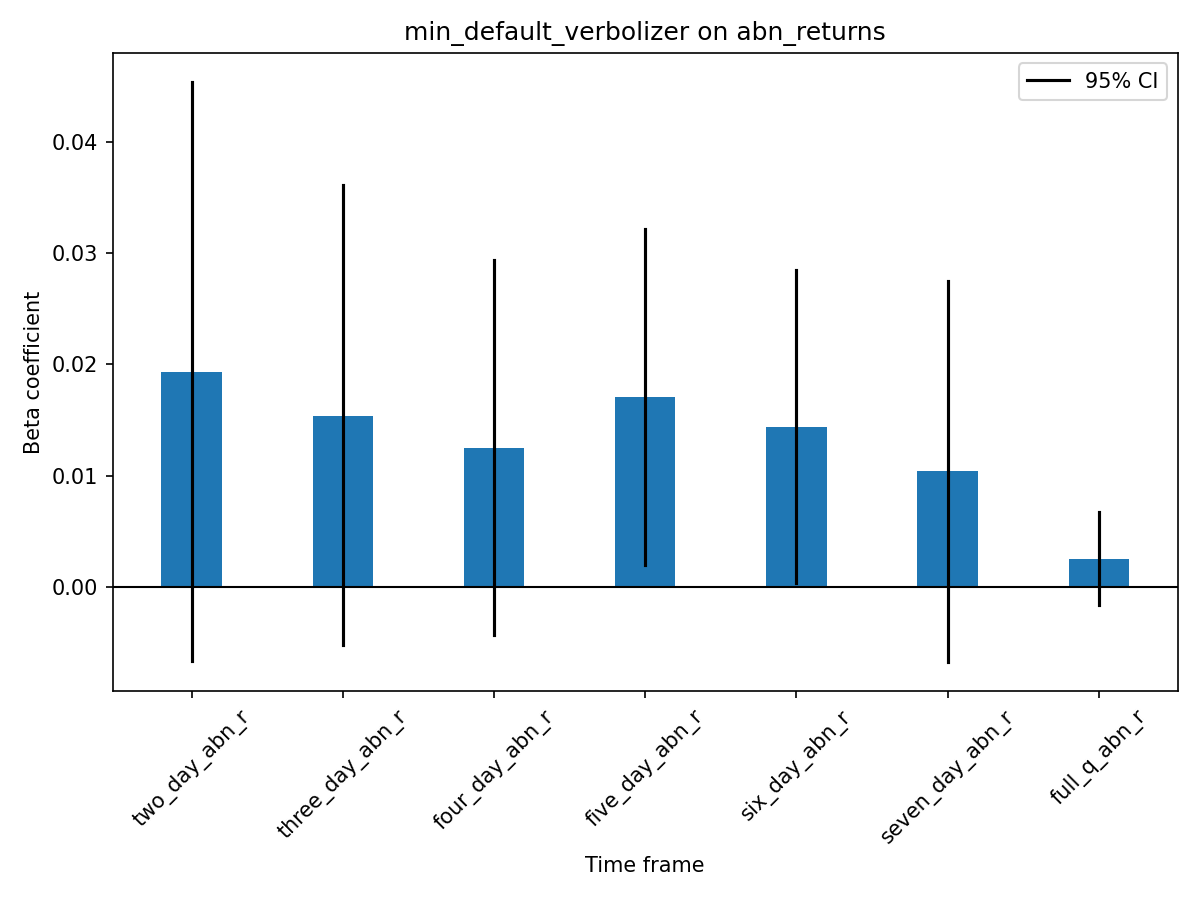 min_default_verbolizer on abn_returns
95% CI
0.04
0.03
0.02
0.01
0.00
Beta coefficient
two_day_abn_r
three_day_abn_r
four_day_abn_r
five_day_abn_r
six_day_abn_r
seven_day_abn_r
full_q_abn_r
Time frame